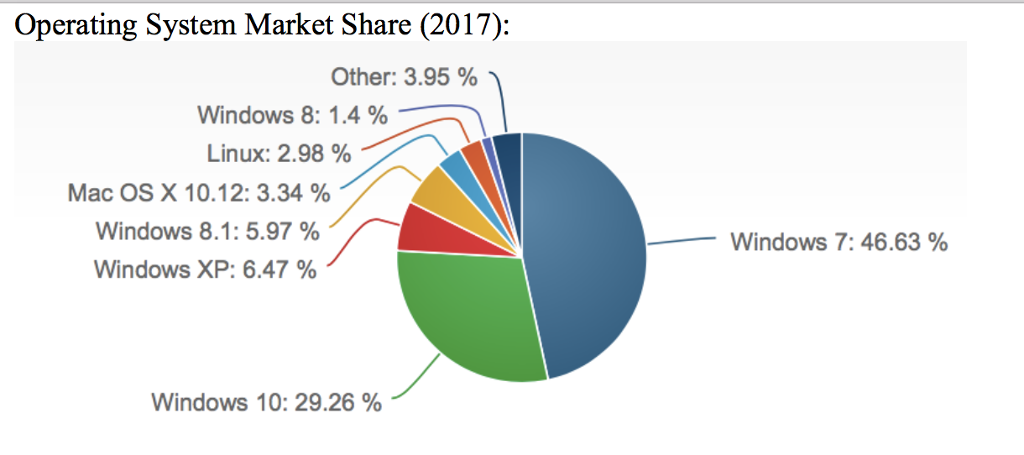 Operating System Market Share (2017):
Other: 3.95 %
Windows 8: 1.4 %
Linux: 2.98 %
Mac OS X 10.12: 3.34 %
Windows 8.1: 5.97 %
Windows 7: 46.63 %
Windows XP: 6.47 %
Windows 10: 29.26 %